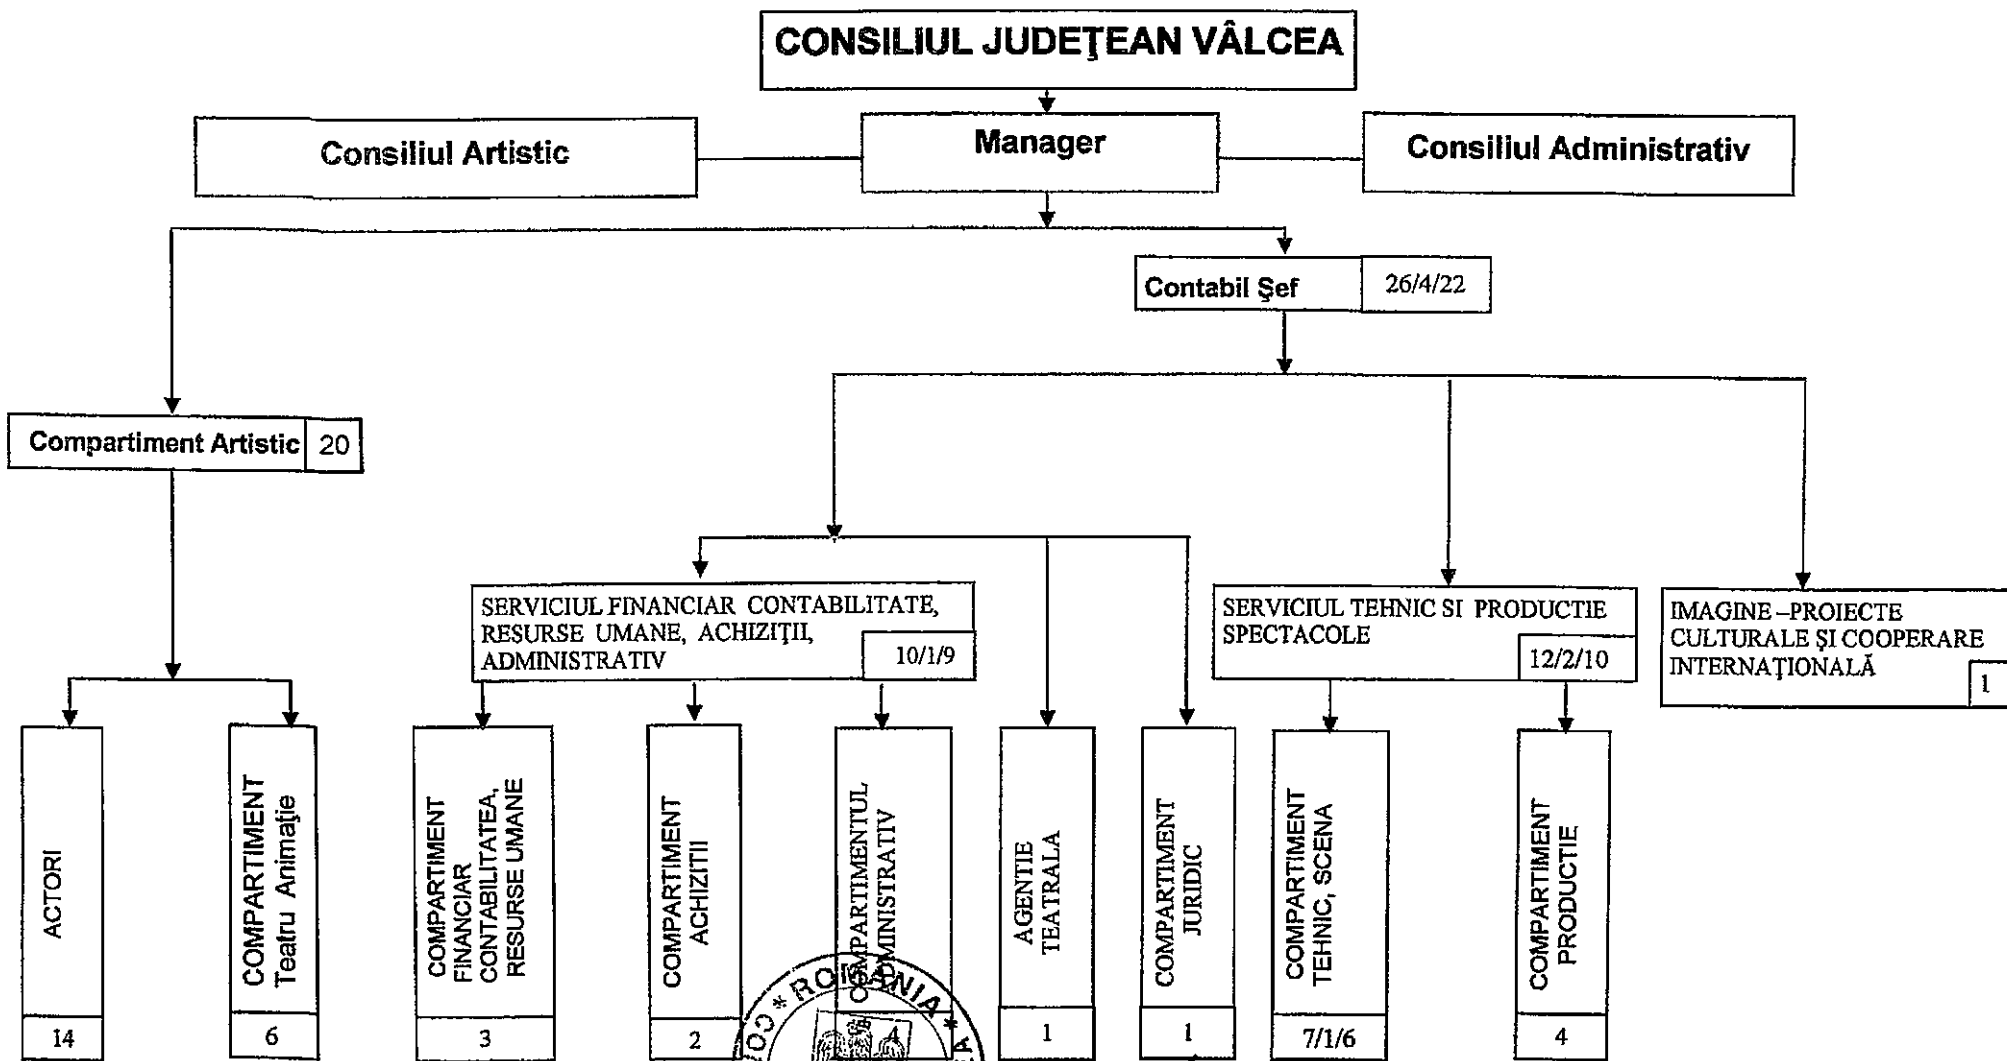 CONSILIUL JUDEŢEAN VÂLCEA
Consiliul Artistic
Manager
Consiliul Administrativ
Contabil Şef
26/4/22
Compartiment Artistic
20
SERVICIUL FINANCIAR CONTABILITATE,
RESURSE UMANE, ACHIZIŢII,
ADMINISTRATIV
10/1/9
SERVICIUL TEHNIC SI PRODUCTIE
SPECTACOLE
12/2/10
IMAGINE –PROIECTE
CULTURALE ŞI COOPERARE
INTERNAŢIONALĂ
1
ACTORI
14
COMPARTIMENT
Teatru Animaţie
6
COMPARTIMENT
FINANCIAR
CONTABILITATEA,
RESURSE UMANE
3
COMPARTIMENT
ACHIZITII
2
COMPARTIMENTUL
ADMINISTRATIV
4
AGENTIE
TEATRALA
1
COMPARTIMENT
JURIDIC
1
COMPARTIMENT
TEHNIC, SCENA
7/1/6
COMPARTIMENT
PRODUCTIE
4
* ROMÂNIA *